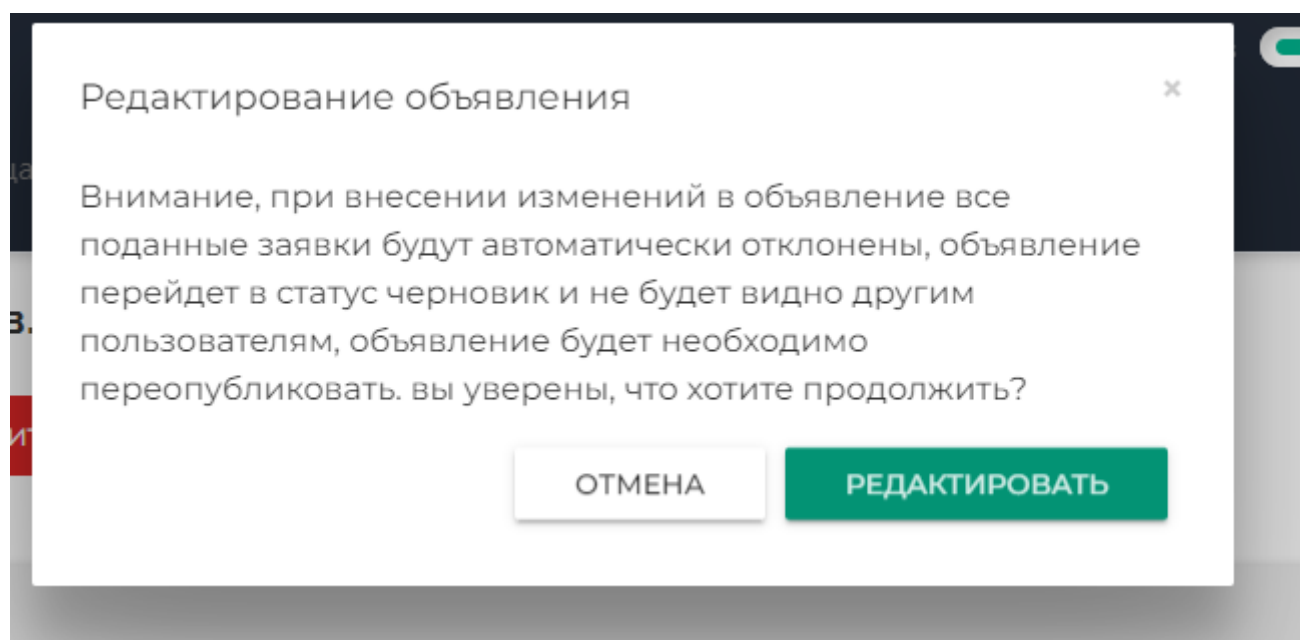 Редактирование объявления
×
Внимание, при внесении изменений в объявление все
поданные заявки будут автоматически отклонены, объявление
перейдет в статус черновик и не будет видно другим
пользователям, объявление будет необходимо
переопубликовать. вы уверены, что хотите продолжить?
ОТМЕНА
РЕДАКТИРОВАТЬ